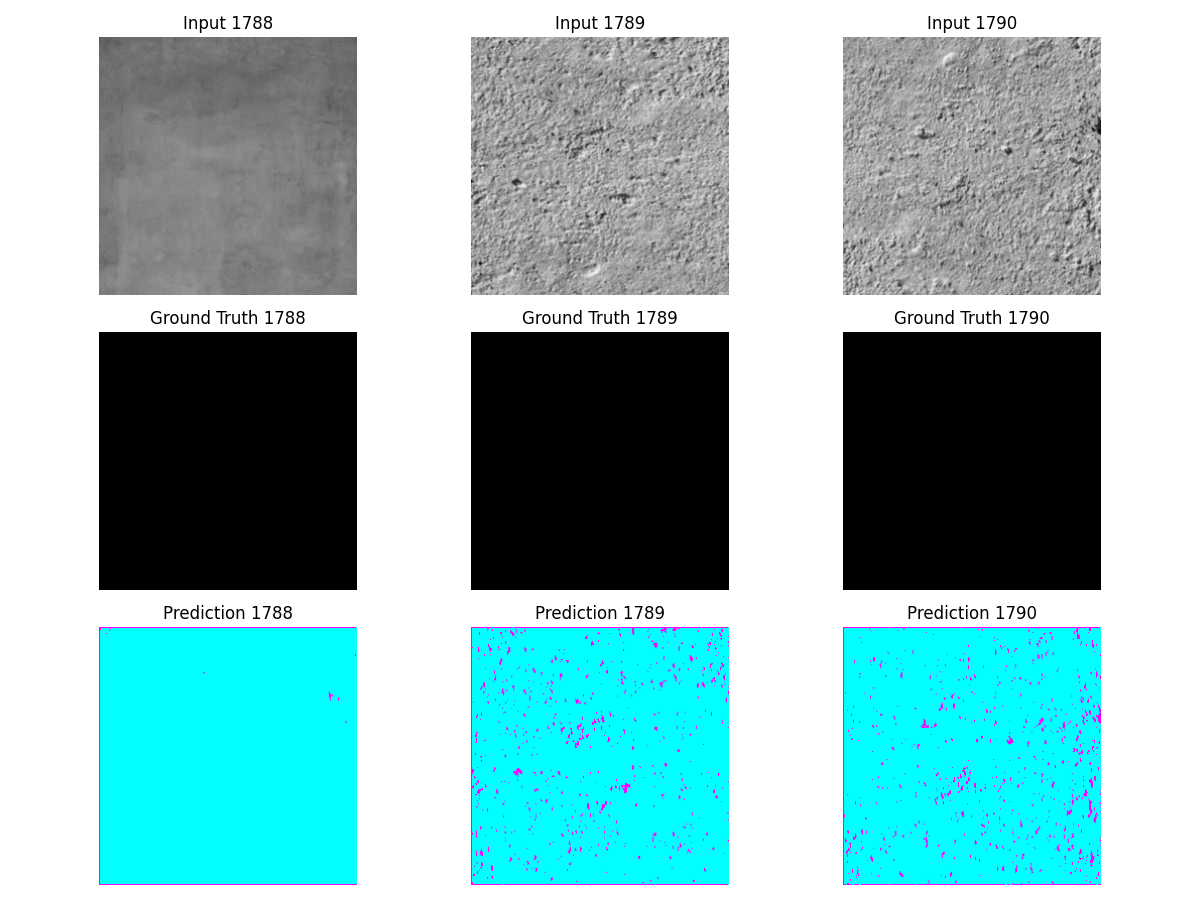 Input 1788
Input 1789
Input 1790
Ground Truth 1788
Ground Truth 1789
Ground Truth 1790
Prediction 1788
Prediction 1789
Prediction 1790